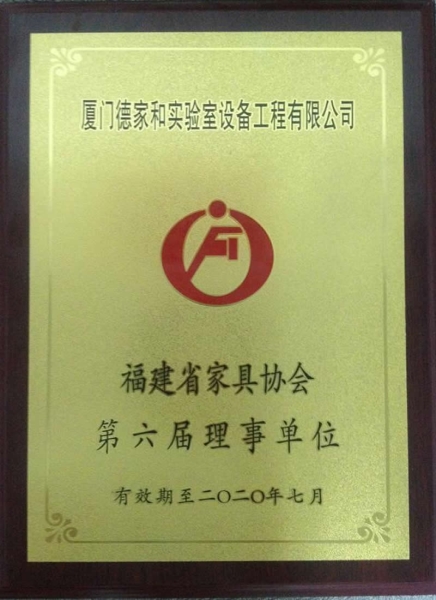 厦门德家和实验室设备工程有限公司
福建省家具协会
第六届理事单位
有效期至二〇二〇年七月